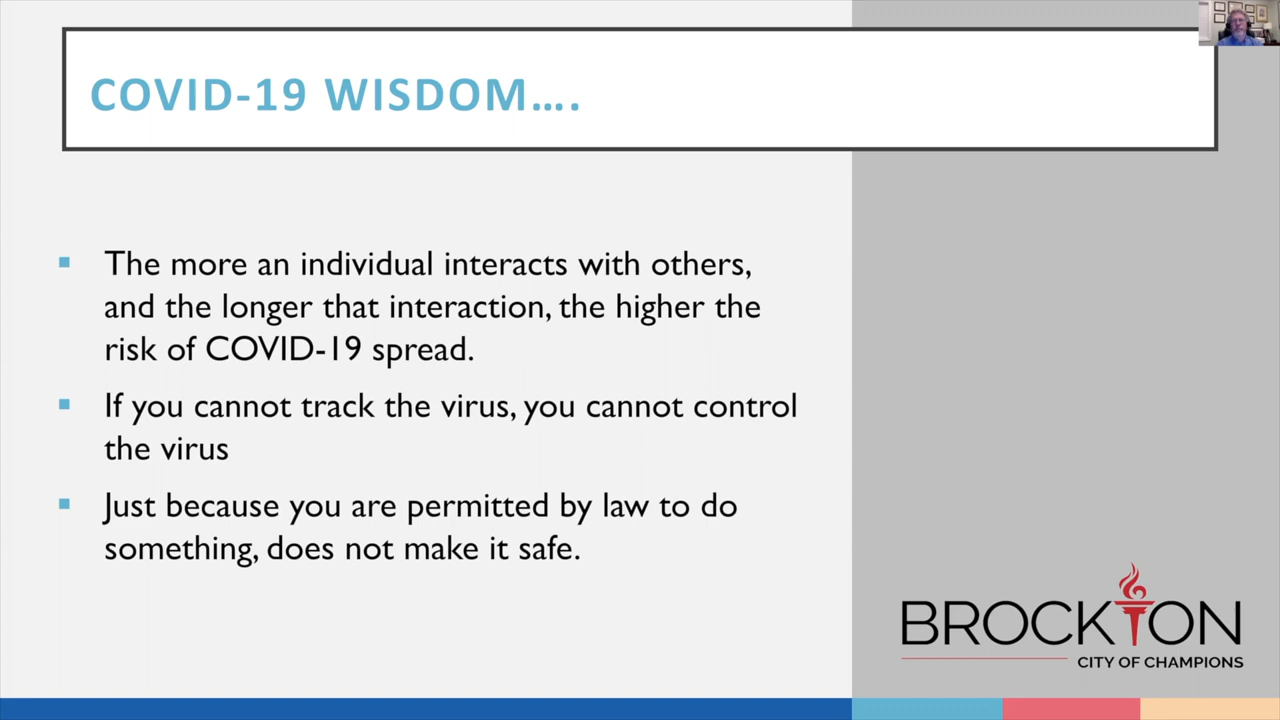 COVID-19 WISDOM….
The more an individual interacts with others,
and the longer that interaction, the higher the
risk of COVID-19 spread.
If you cannot track the virus, you cannot control
the virus
Just because you are permitted by law to do
something, does not make it safe.
BROCKTON
CITY OF CHAMPIONS